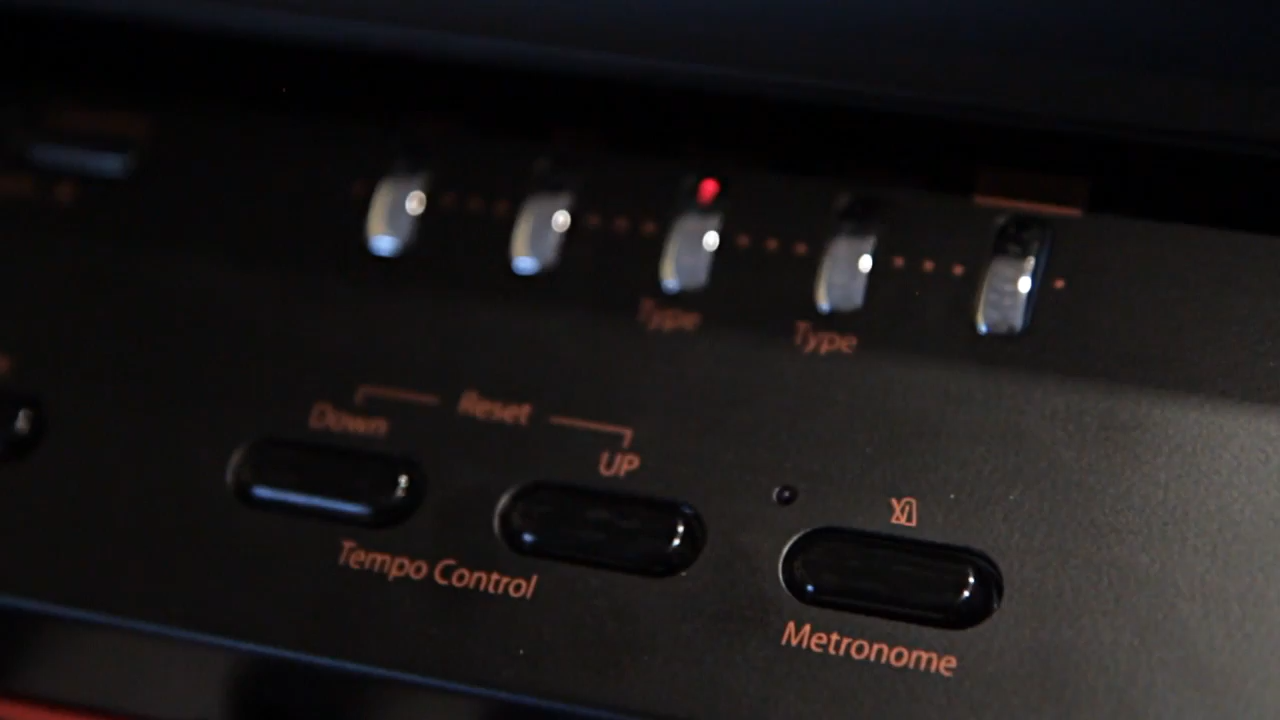 Type
Type
Reset
Down
UP
Tempo Control
Metronome